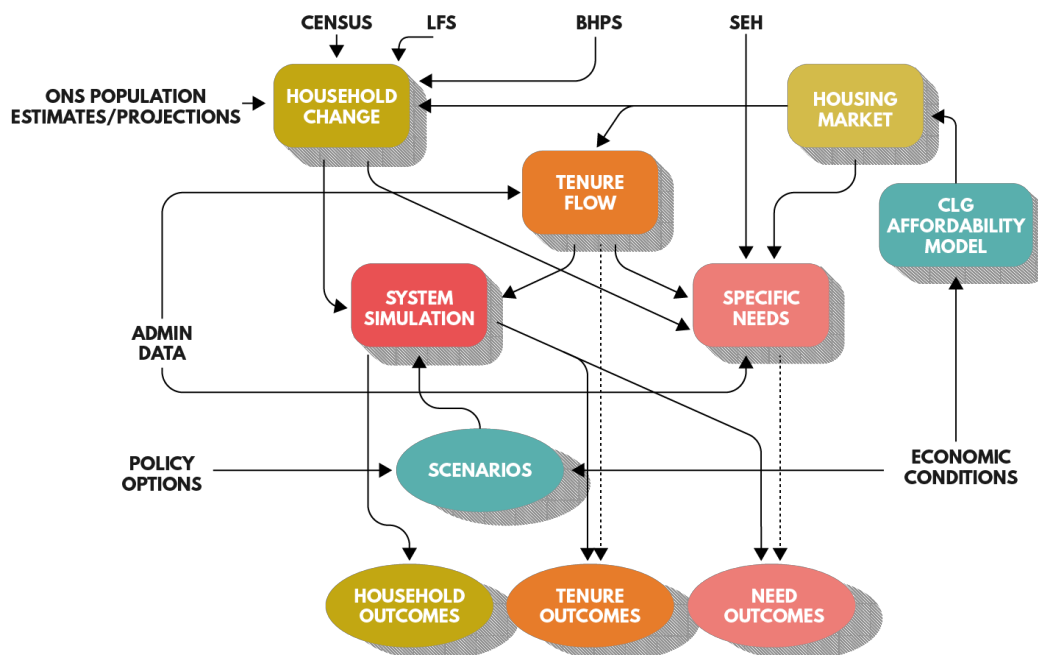 CENSUS
LFS
BHPS
SEH
ONS POPULATION
ESTIMATES/PROJECTIONS
HOUSEHOLD
CHANGE
HOUSING
MARKET
TENURE
FLOW
CLG
AFFORDABILITY
MODEL
SYSTEM
SIMULATION
SPECIFIC
NEEDS
ADMIN
DATA
POLICY
OPTIONS
SCENARIOS
ECONOMIC
CONDITIONS
HOUSEHOLD
OUTCOMES
TENURE
OUTCOMES
NEED
OUTCOMES